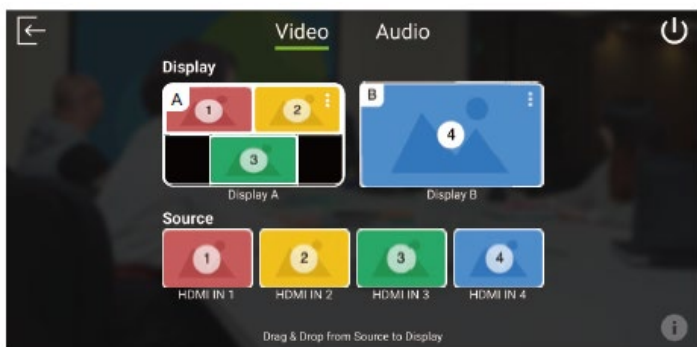 Video Audio
Display
A 1 2 B 4
3
Display A Display B
Source
1 2 3 4
HDMI IN 1 HDMI IN 2 HDMI IN 3 HDMI IN 4
Drag & Drop from Source to Display
i